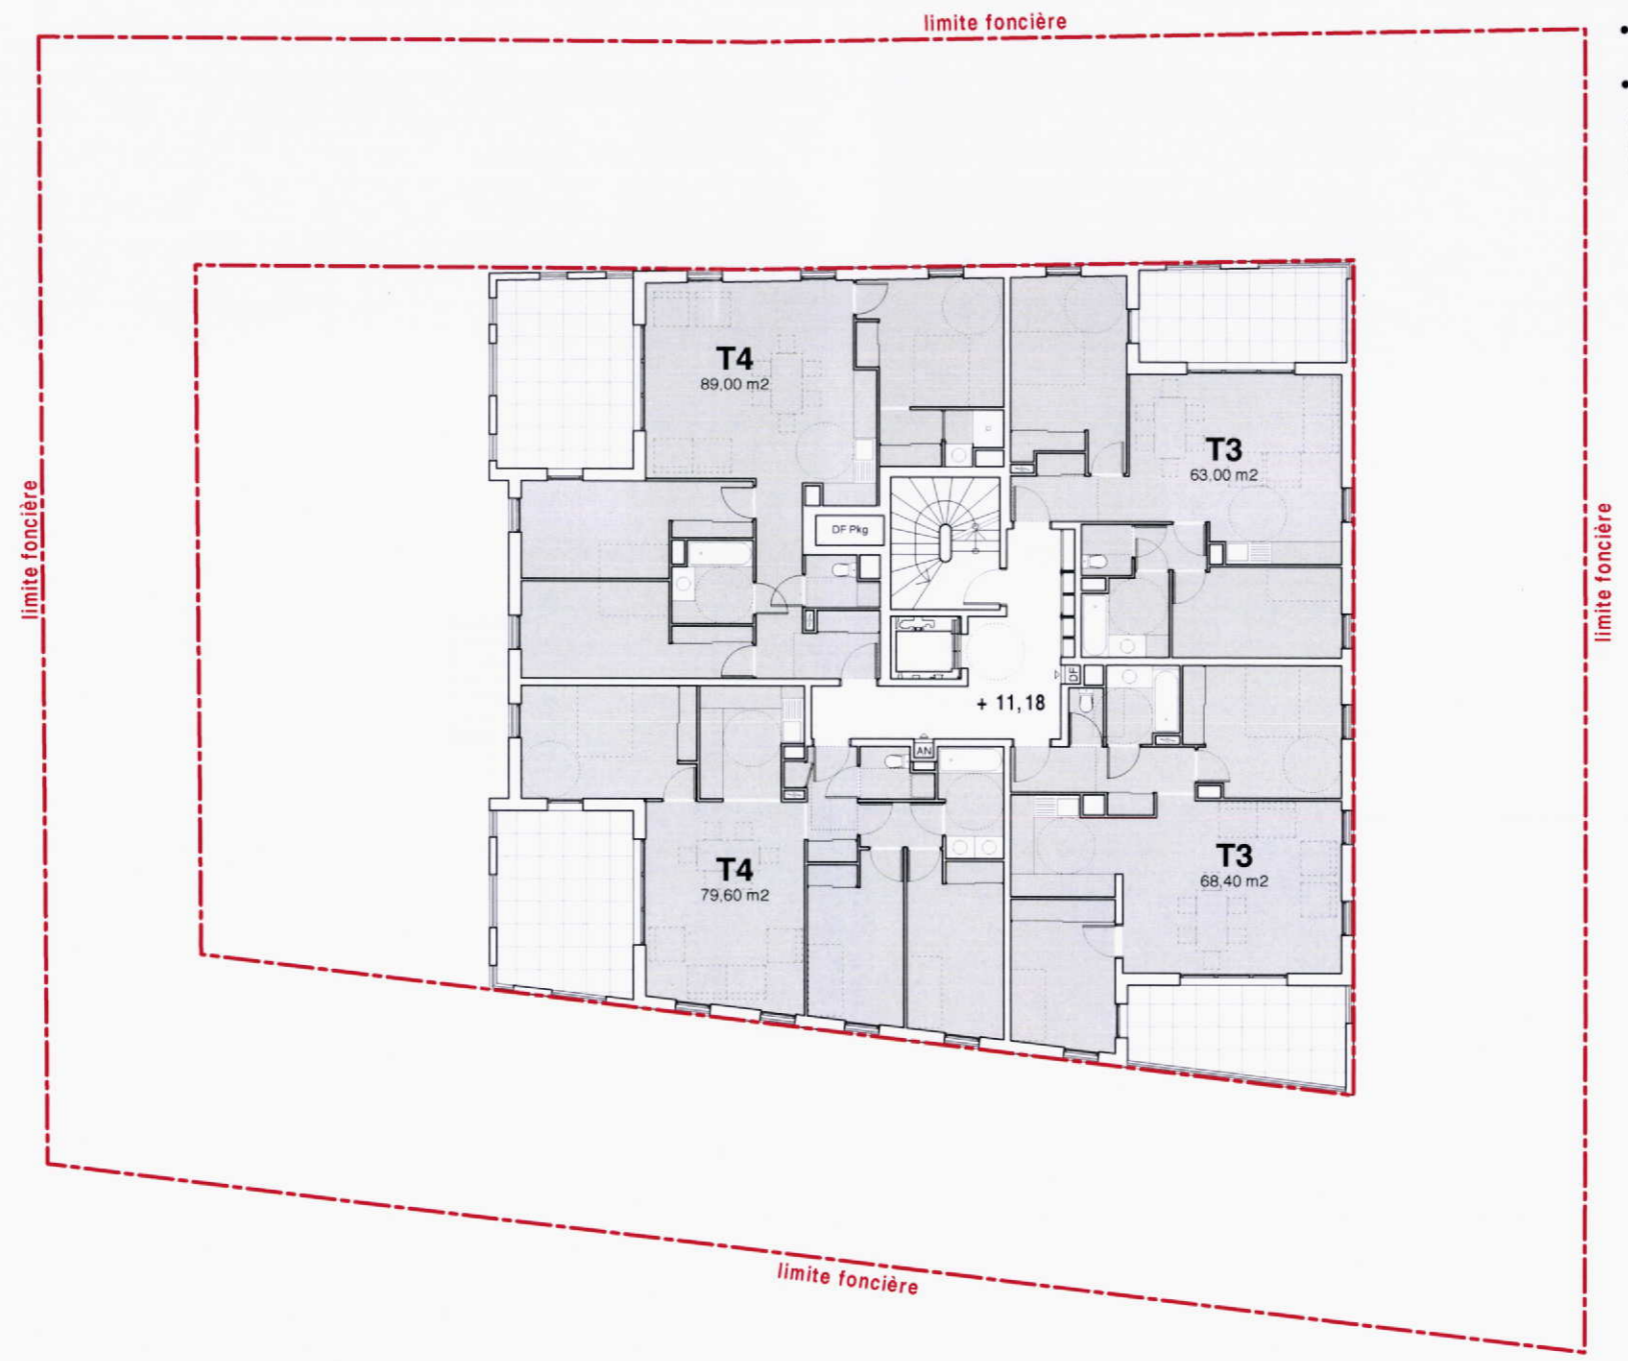 limite foncière
limite foncière
limite foncière
T4
89,00 m2
T3
63,00 m2
DF Pkg
DF
+ 11,18
AN
T4
79,60 m2
T3
68,40 m2
limite foncière